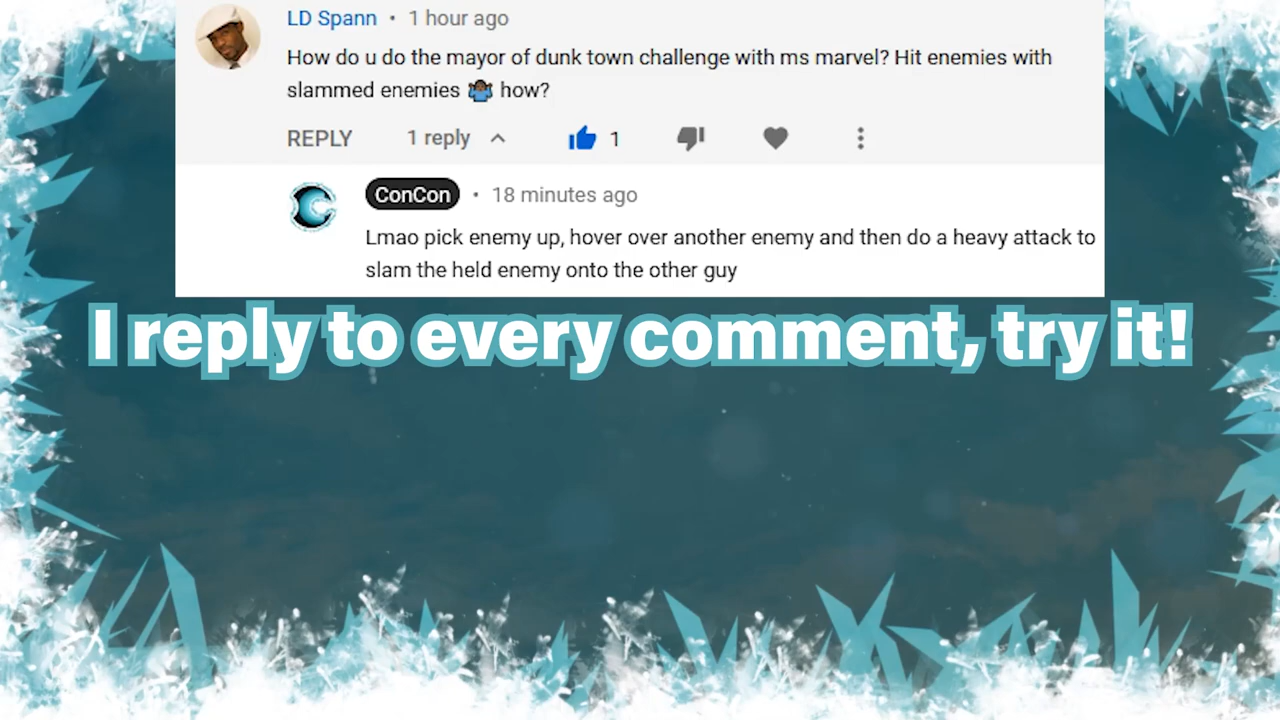 LD Spann • 1 hour ago
How do u do the mayor of dunk town challenge with ms marvel? Hit enemies with
slammed enemies 🤷🏾‍♂️ how?
REPLY 1 reply 1
ConCon • 18 minutes ago
Lmao pick enemy up, hover over another enemy and then do a heavy attack to
slam the held enemy onto the other guy
I reply to every comment, try it!